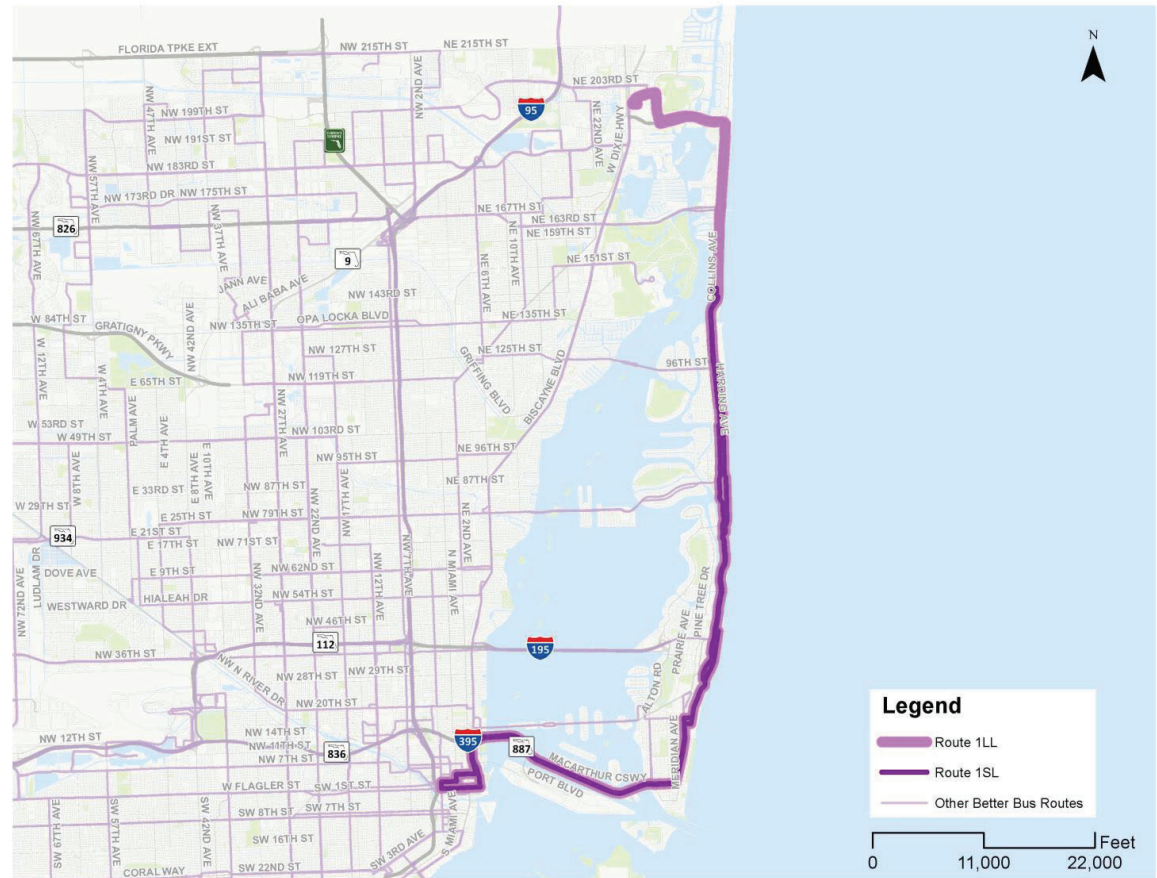 N
FLORIDA TPKE EXT
NW 215TH ST
NE 215TH ST
NW 2ND AVE
NE 203RD ST
95
NW 47TH AVE
NW 199TH ST
NE 22ND AVE
W DIXIE HWY
NW 191ST ST
NW 57TH AVE
NW 183RD ST
NW 173RD DR
NW 175TH ST
NE 167TH ST
NE 163RD ST
NE 159TH ST
NW 67TH AVE
826
NW 37TH AVE
NE 10TH AVE
9
NE 151ST ST
COLLINS AVE
NE 6TH AVE
JANN AVE
ALI BABA AVE
NW 143RD ST
W 84TH ST
GRATIGNY PKWY
NW 42ND AVE
NW 135TH ST
OPA LOCKA BLVD
NE 135TH ST
W 12TH AVE
NW 127TH ST
NE 125TH ST
GRIFFING BLVD
BISCAYNE BLVD
96TH ST
HARDING AVE
W 4TH AVE
E 65TH ST
NW 119TH ST
PALM AVE
W 53RD ST
W 49TH ST
E 4TH AVE
E 10TH AVE
E 8TH AVE
NW 27TH AVE
NW 103RD ST
NW 95TH ST
NE 96TH ST
W 8TH AVE
NW 17TH AVE
NW 22ND AVE
E 33RD ST
NW 87TH ST
NE 87TH ST
W 29TH ST
E 25TH ST
NW 79TH ST
NE 2ND AVE
934
E 21ST ST
E 17TH ST
NW 71ST ST
NW 7TH AVE
N MIAMI AVE
LUDLAM DR
DOVE AVE
E 9TH ST
NW 62ND ST
NW 12TH AVE
NW 72ND AVE
WESTWARD DR
HIALEAH DR
NW 32ND AVE
NW 54TH ST
PINE TREE DR
PRAIRIE AVE
NW 46TH ST
112
195
NW 36TH ST
NW N RIVER DR
NW 29TH ST
NW 28TH ST
ALTON RD
NW 20TH ST
MERIDIAN AVE
NW 12TH ST
NW 14TH ST
NW 11TH ST
836
395
887
NW 7TH ST
MACARTHUR CSWY
PORT BLVD
W FLAGLER ST
SW 1ST ST
SW 67TH AVE
SW 57TH AVE
SW 42ND AVE
SW 7TH ST
SW 8TH ST
S MIAMI AVE
SW 16TH ST
SW 3RD AVE
SW 22ND ST
CORAL WAY
Legend
Route 1LL
Route 1SL
Other Better Bus Routes
Feet
0
11,000
22,000